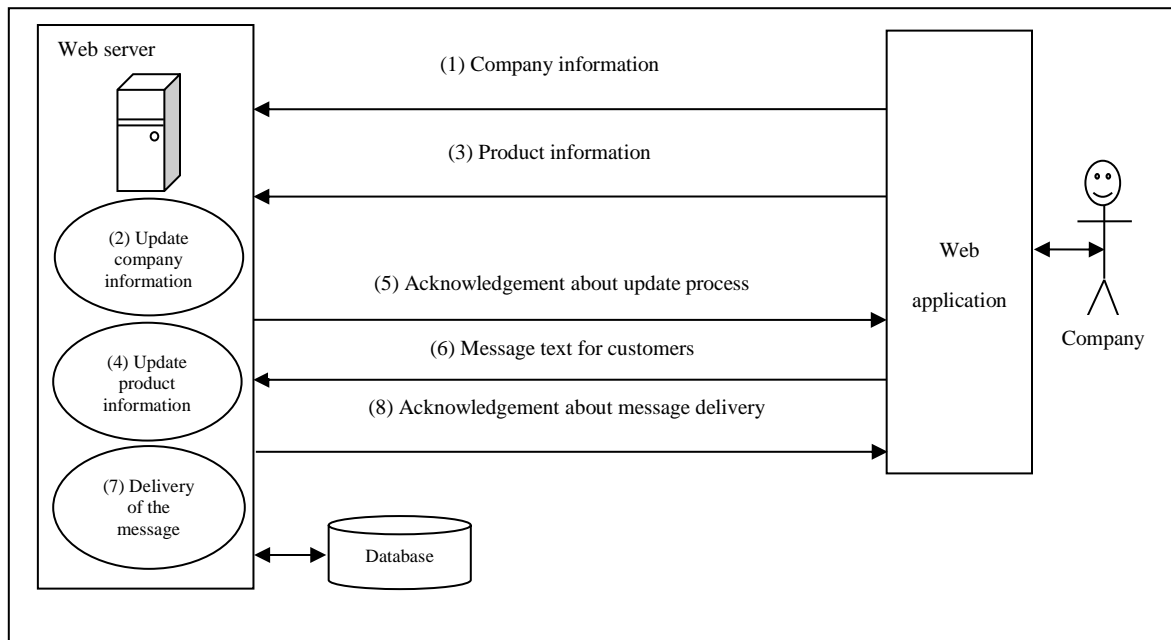 Web server
(1) Company information
(3) Product information
(2) Update
company
information
(5) Acknowledgement about update process
(4) Update
product
information
(6) Message text for customers
(8) Acknowledgement about message delivery
(7) Delivery
of the
message
Database
Web
application
Company